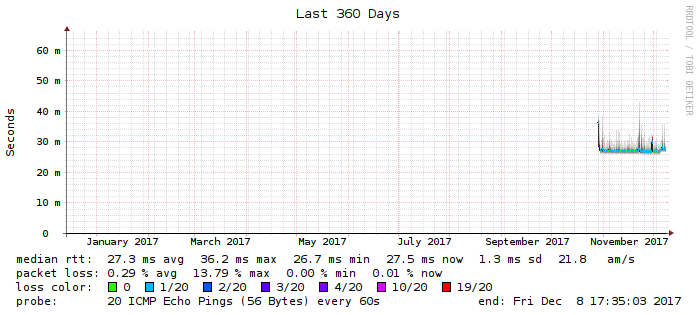 Last 360 Days
RRDTOOL / TOBI OETIKER
Seconds
60 m
50 m
40 m
30 m
20 m
10 m
0
January 2017 March 2017 May 2017 July 2017 September 2017 November 2017
median rtt: 27.3 ms avg 36.2 ms max 26.7 ms min 27.5 ms now 1.3 ms sd 21.8 am/s
packet loss: 0.29 % avg 13.79 % max 0.00 % min 0.01 % now
loss color: 0 1/20 2/20 3/20 4/20 10/20 19/20
probe: 20 ICMP Echo Pings (56 Bytes) every 60s end: Fri Dec 8 17:35:03 2017